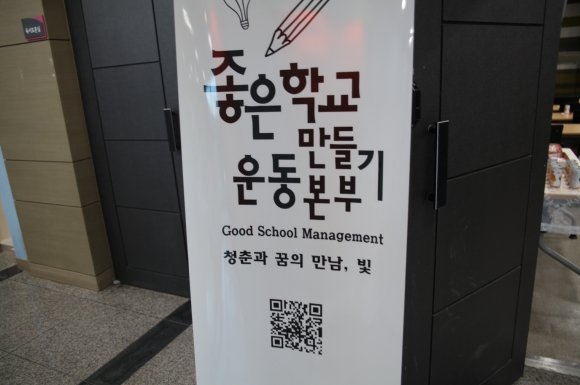 좋은학교
만들기
운동본부
Good School Management
청춘과 꿈의 만남, 빛